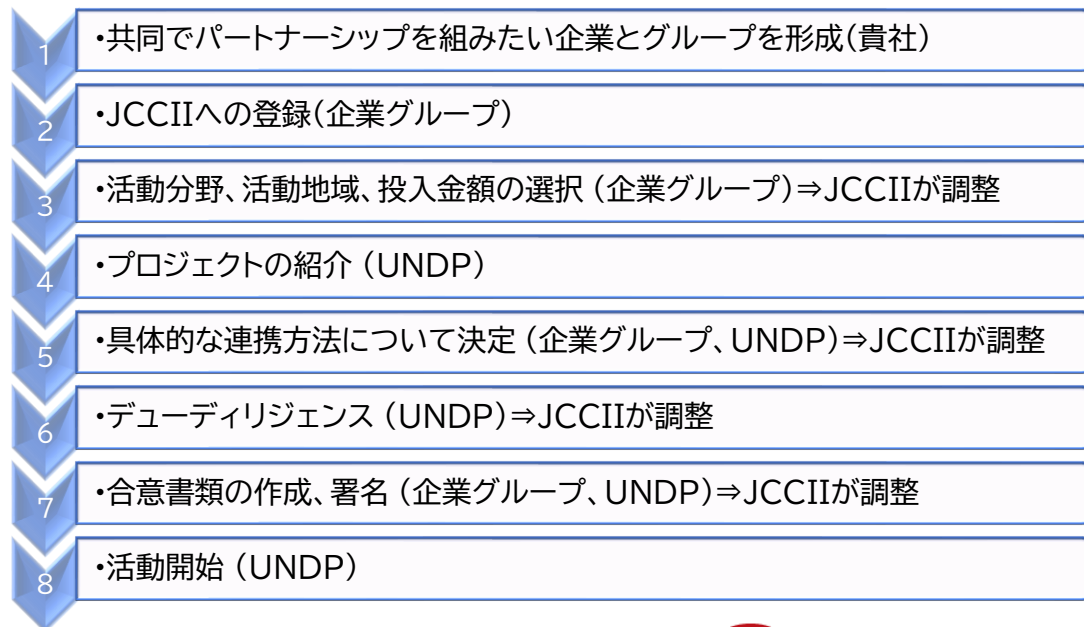 1
・共同でパートナーシップを組みたい企業とグループを形成(貴社)
2
・JCCIIへの登録(企業グループ)
3
・活動分野、活動地域、投入金額の選択 (企業グループ)⇒JCCIIが調整
4
・プロジェクトの紹介 (UNDP)
5
・具体的な連携方法について決定 (企業グループ、UNDP)⇒JCCIIが調整
6
・デューディリジェンス (UNDP)⇒JCCIIが調整
7
・合意書類の作成、署名 (企業グループ、UNDP)⇒JCCIIが調整
8
・活動開始 (UNDP)